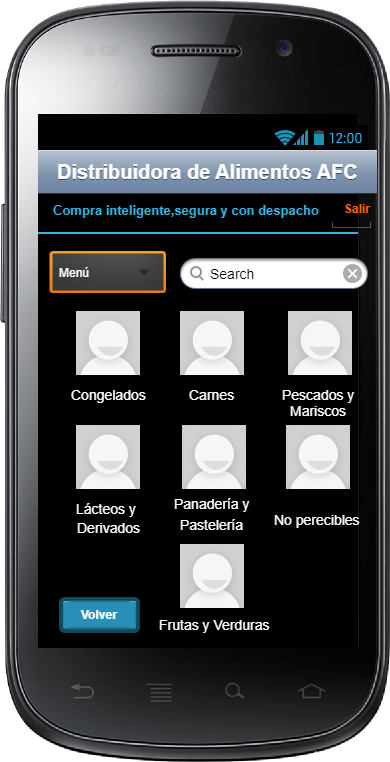 12:00
Distribuidora de Alimentos AFC
Compra inteligente,segura y con despacho
Salir
Menú
Search
Congelados
Carnes
Pescados y
Mariscos
Lácteos y
Derivados
Panadería y
Pastelería
No perecibles
Frutas y Verduras
Volver